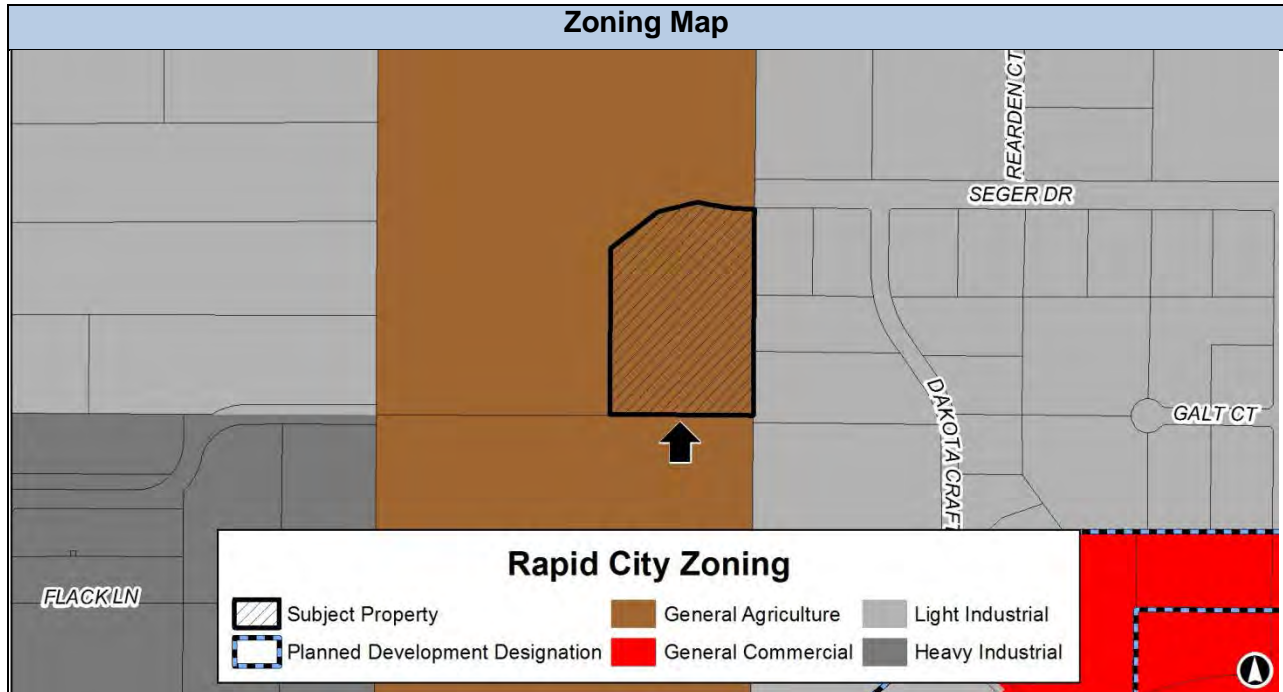 Zoning Map
REARDEN CT
SEGER DR
DAKOTA CRAFT
GALT CT
FLACK LN
Rapid City Zoning
Subject Property
General Agriculture
Light Industrial
Planned Development Designation
General Commercial
Heavy Industrial